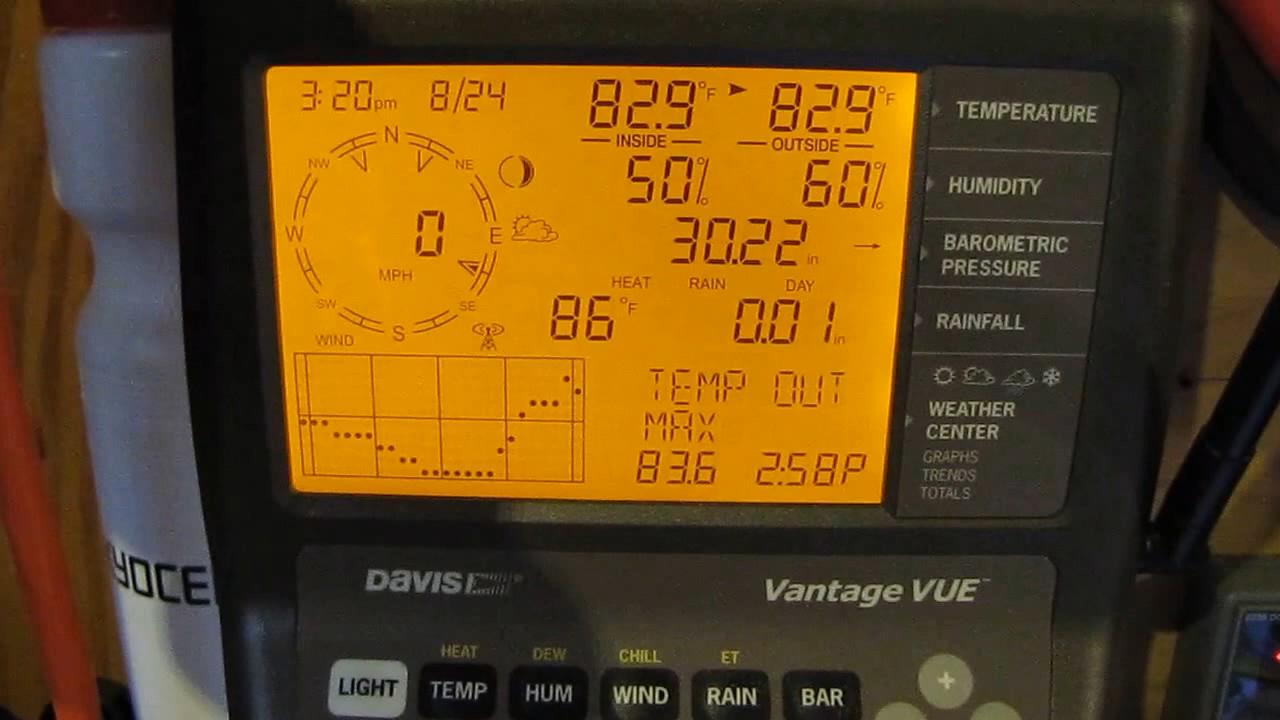 3:20pm 8/24
82.9°F 82.9°F
INSIDE OUTSIDE
50% 60%
N
NW NE
W E
0
MPH
SW SE
S
WIND
30.22 in
HEAT RAIN DAY
86°F 0.01 in
TEMP OUT
MAX
83.6 2:58P
TEMPERATURE
HUMIDITY
BAROMETRIC
PRESSURE
RAINFALL
WEATHER
CENTER
GRAPHS
TRENDS
TOTALS
DAVIS
Vantage VUE™
HEAT DEW CHILL ET
LIGHT TEMP HUM WIND RAIN BAR
+
YOCE